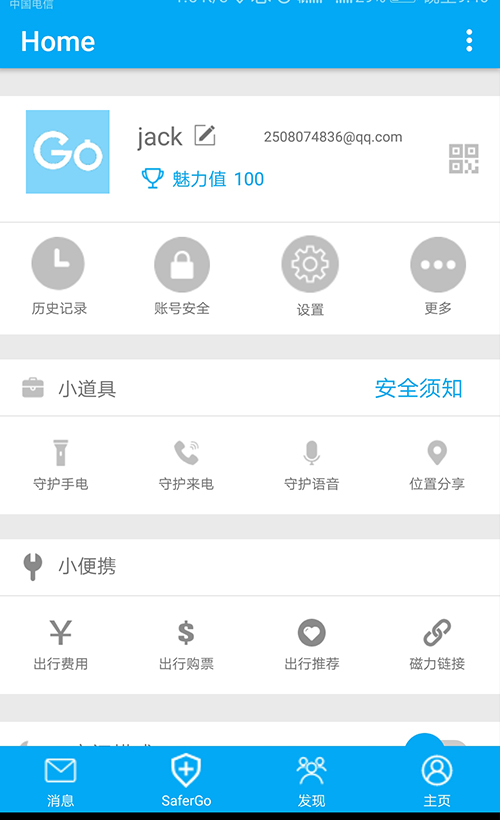 中国电信
Home
Go
jack
2508074836@qq.com
魅力值 100
历史记录 账号安全 设置 更多
小道具 安全须知
守护手电 守护来电 守护语音 位置分享
小便携
¥ $
出行费用 出行购票 出行推荐 磁力链接
消息 SaferGo 发现 主页